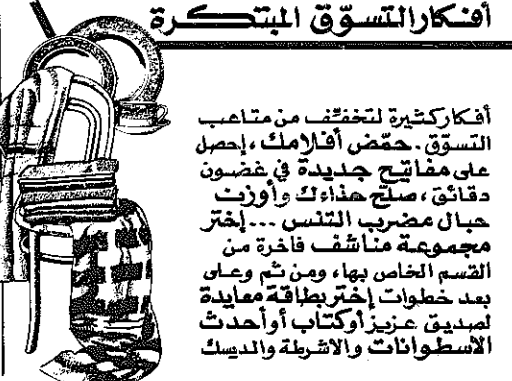 أفكار التسوّق المبتكرة
أفكار كثيرة لتخفّف من متاعب
التسوّق . حمّض أفلامك ، إحصل
على مفاتيح جديدة في غضون
دقائق ، صلّح حذاءك وأوزن
حبال مضرب التنس ... إختر
مجموعة مناشف فاخرة من
القسم الخاص بها ، ومن ثم وعلى
بعد خطوات إختر بطاقة معايدة
لصديق عزيز أو كتاب أو أحدث
الاسطوانات والاشرطة والديسك